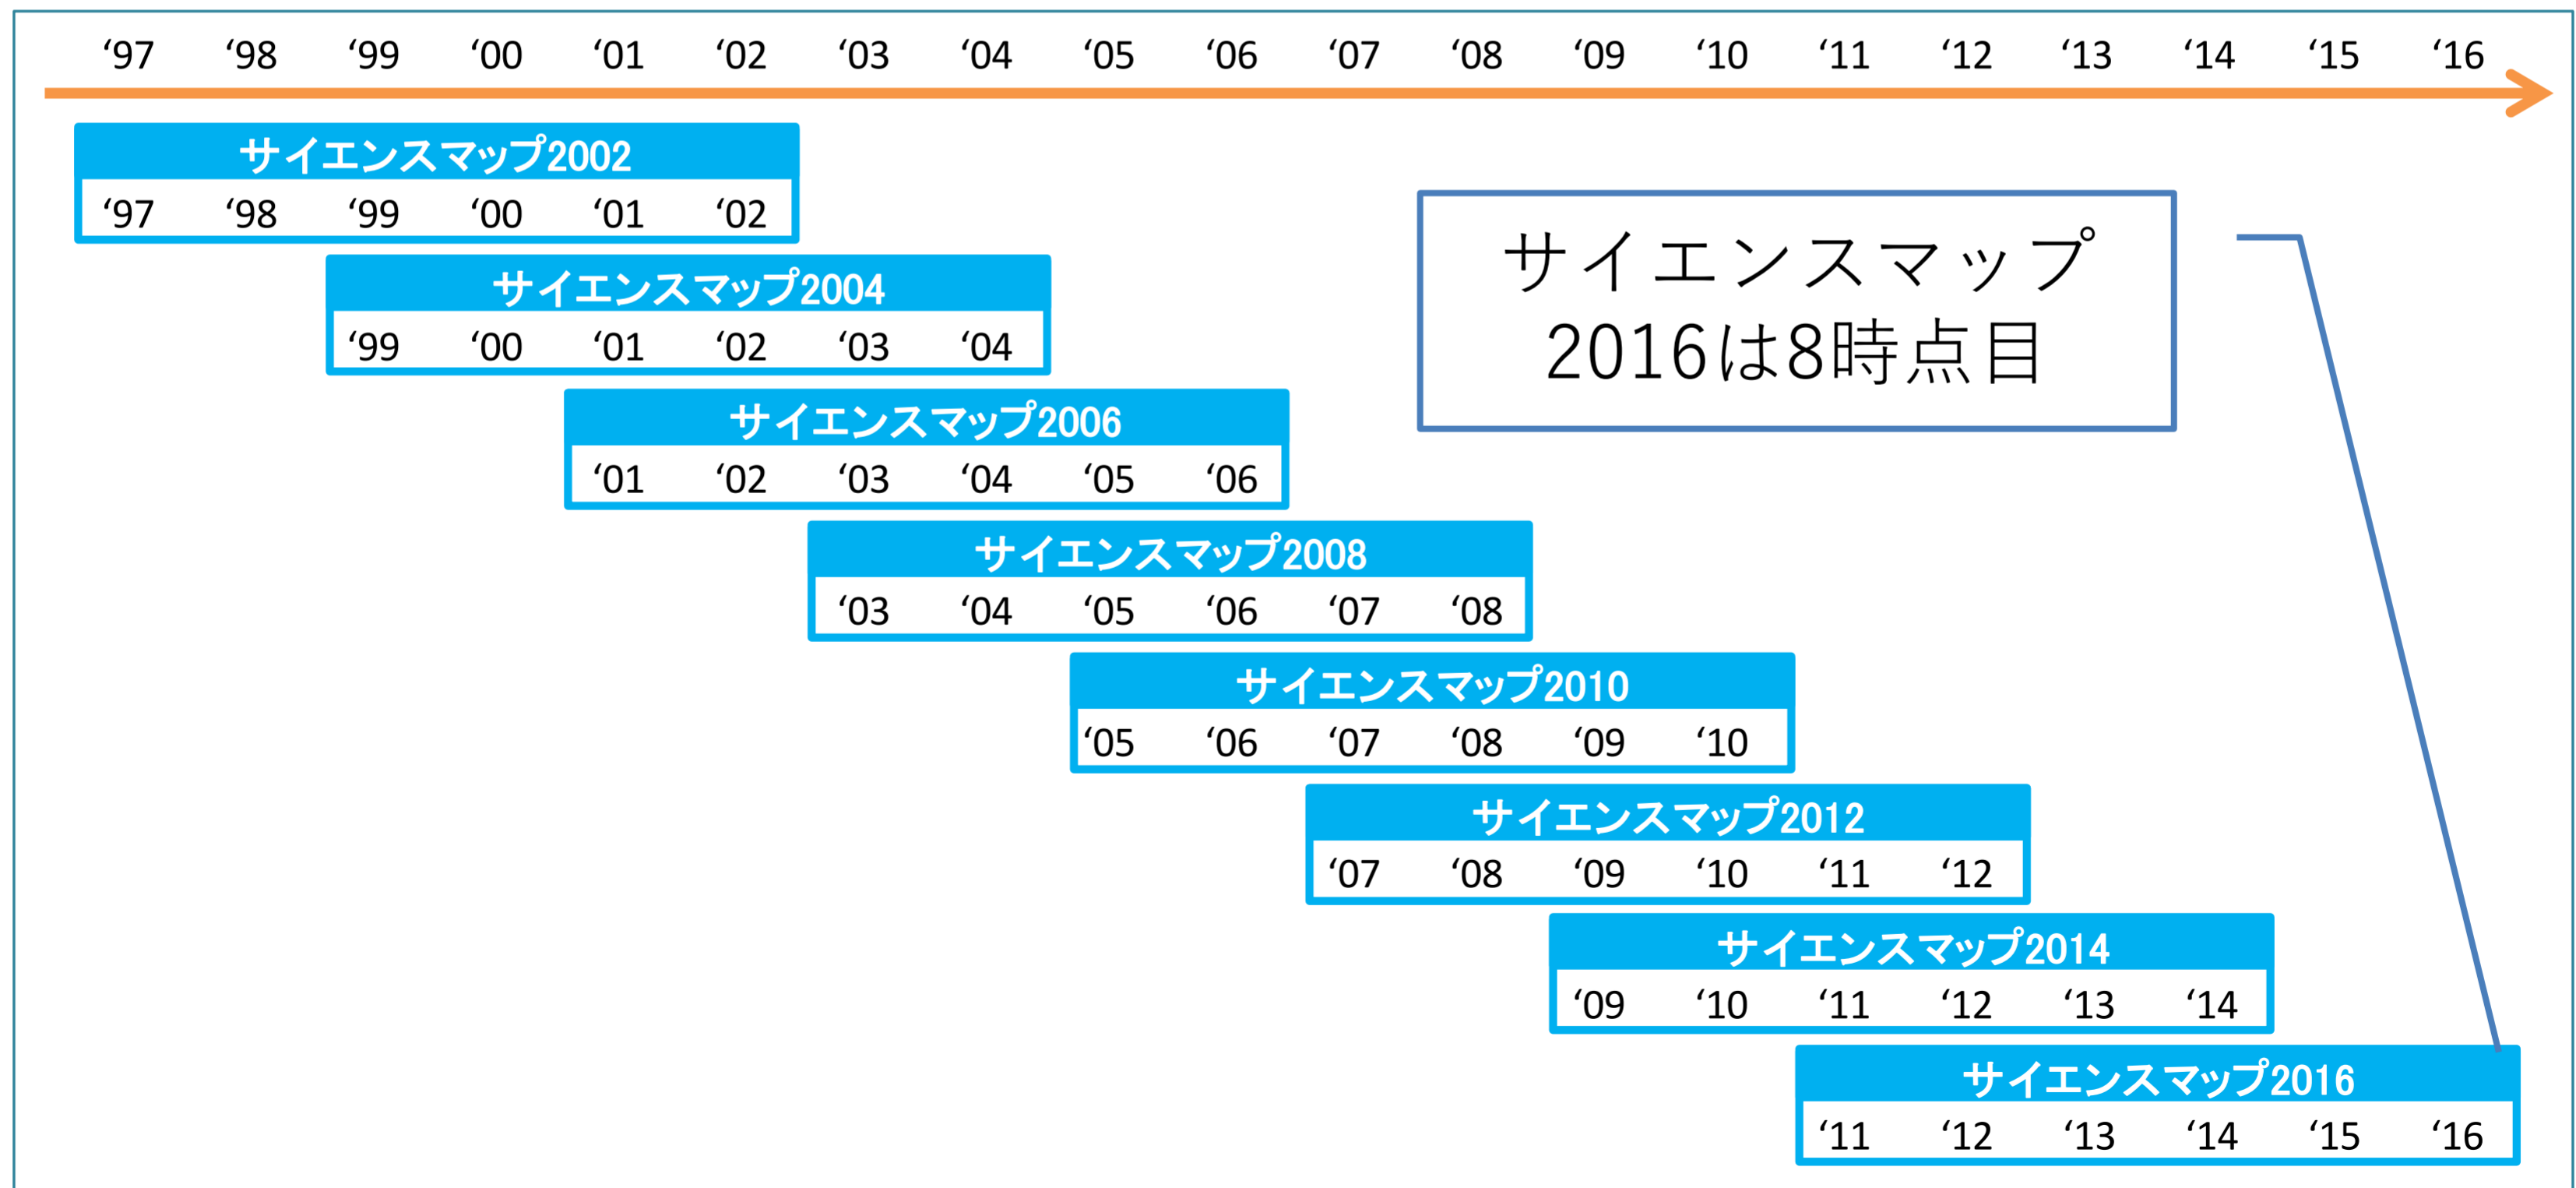 ‘97 ‘98 ‘99 ‘00 ‘01 ‘02 ‘03 ‘04 ‘05 ‘06 ‘07 ‘08 ‘09 ‘10 ‘11 ‘12 ‘13 ‘14 ‘15 ‘16
サイエンスマップ2002
‘97 ‘98 ‘99 ‘00 ‘01 ‘02
サイエンスマップ
2016は8時点目
サイエンスマップ2004
‘99 ‘00 ‘01 ‘02 ‘03 ‘04
サイエンスマップ2006
‘01 ‘02 ‘03 ‘04 ‘05 ‘06
サイエンスマップ2008
‘03 ‘04 ‘05 ‘06 ‘07 ‘08
サイエンスマップ2010
‘05 ‘06 ‘07 ‘08 ‘09 ‘10
サイエンスマップ2012
‘07 ‘08 ‘09 ‘10 ‘11 ‘12
サイエンスマップ2014
‘09 ‘10 ‘11 ‘12 ‘13 ‘14
サイエンスマップ2016
‘11 ‘12 ‘13 ‘14 ‘15 ‘16